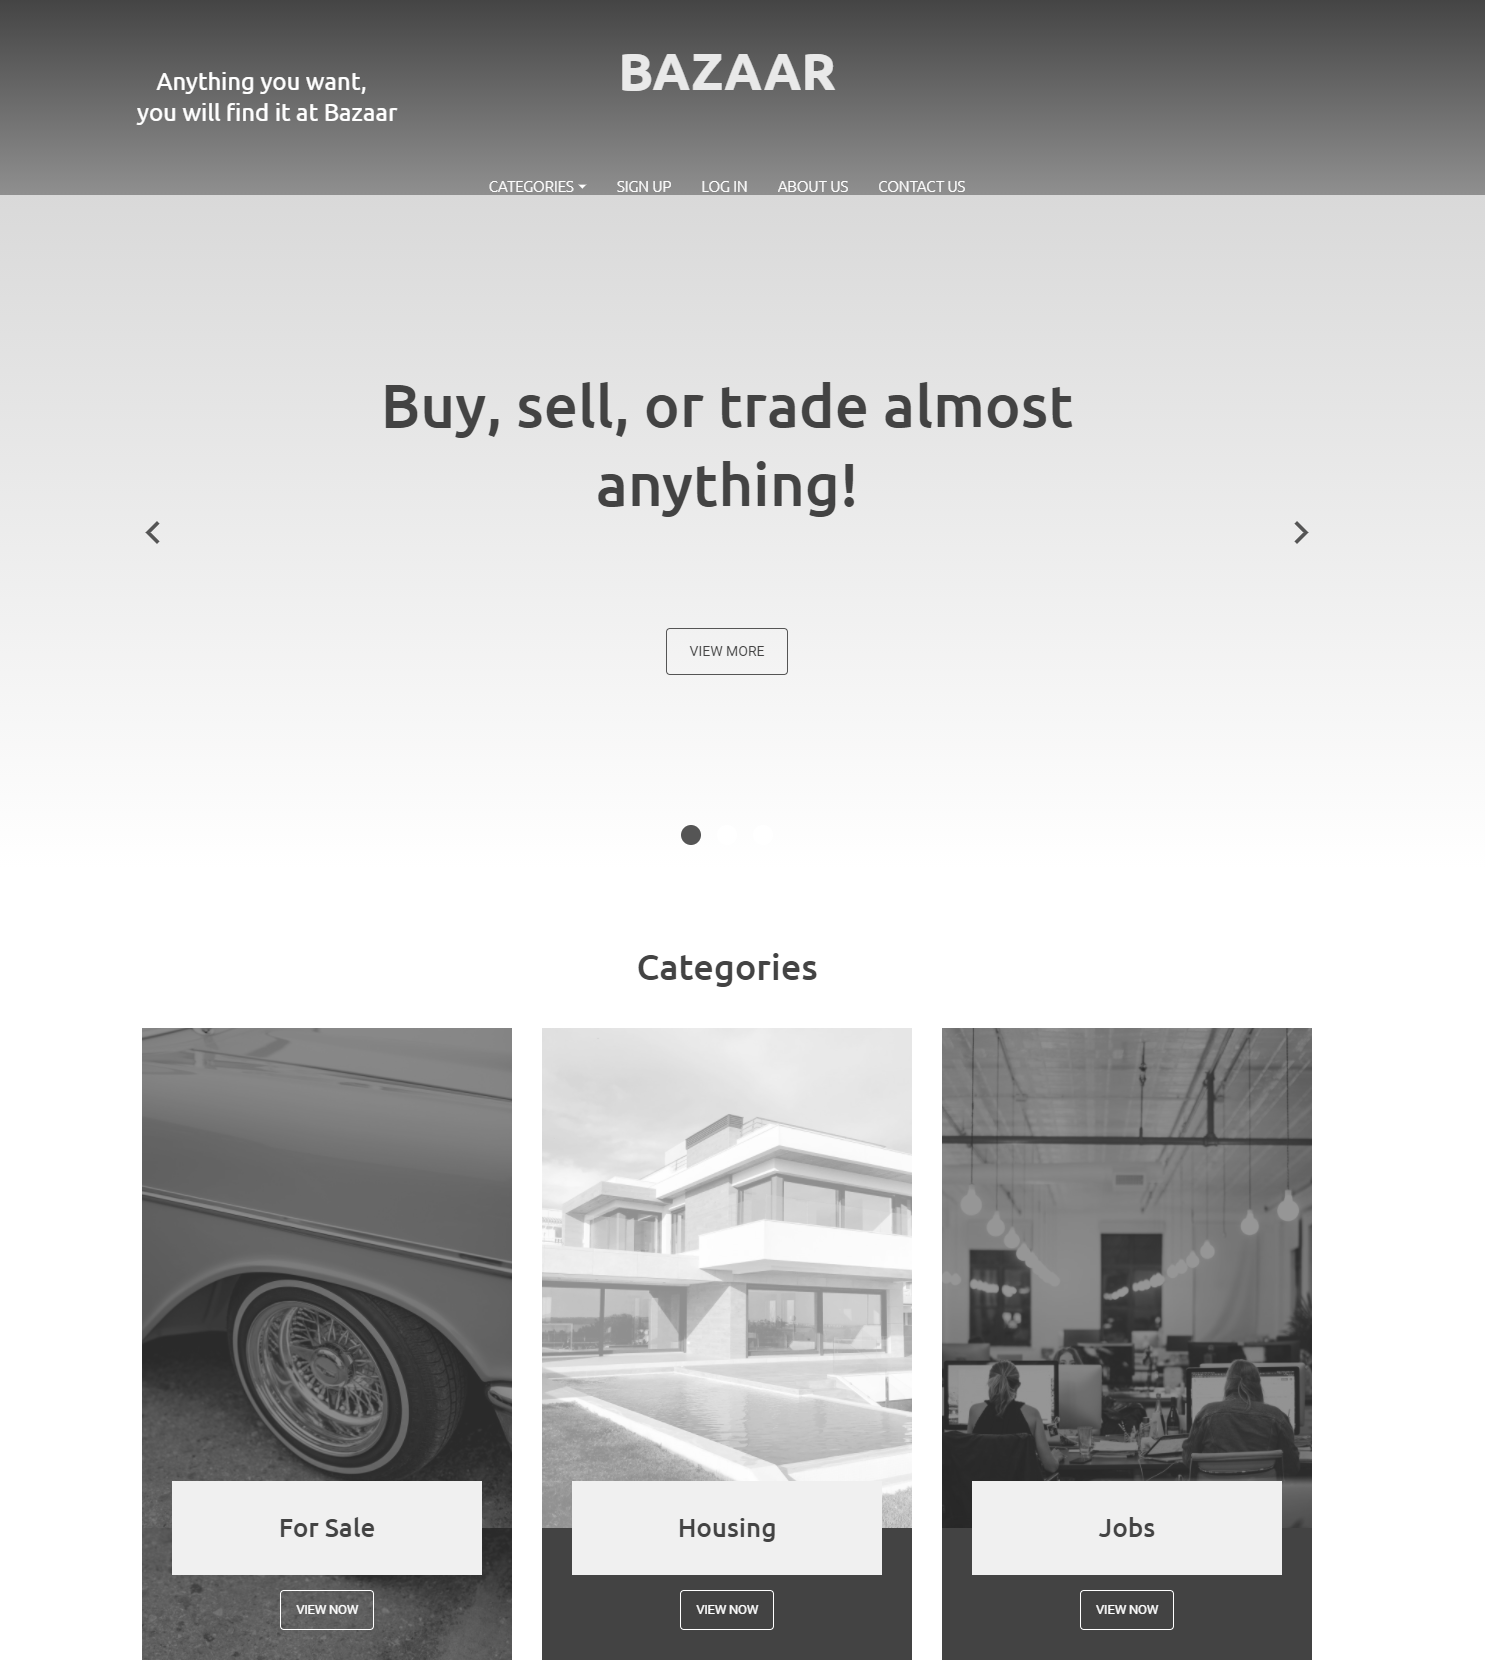 BAZAAR
Anything you want,
you will find it at Bazaar
CATEGORIES SIGN UP LOG IN ABOUT US CONTACT US
Buy, sell, or trade almost
anything!
VIEW MORE
Categories
For Sale
VIEW NOW
Housing
VIEW NOW
Jobs
VIEW NOW